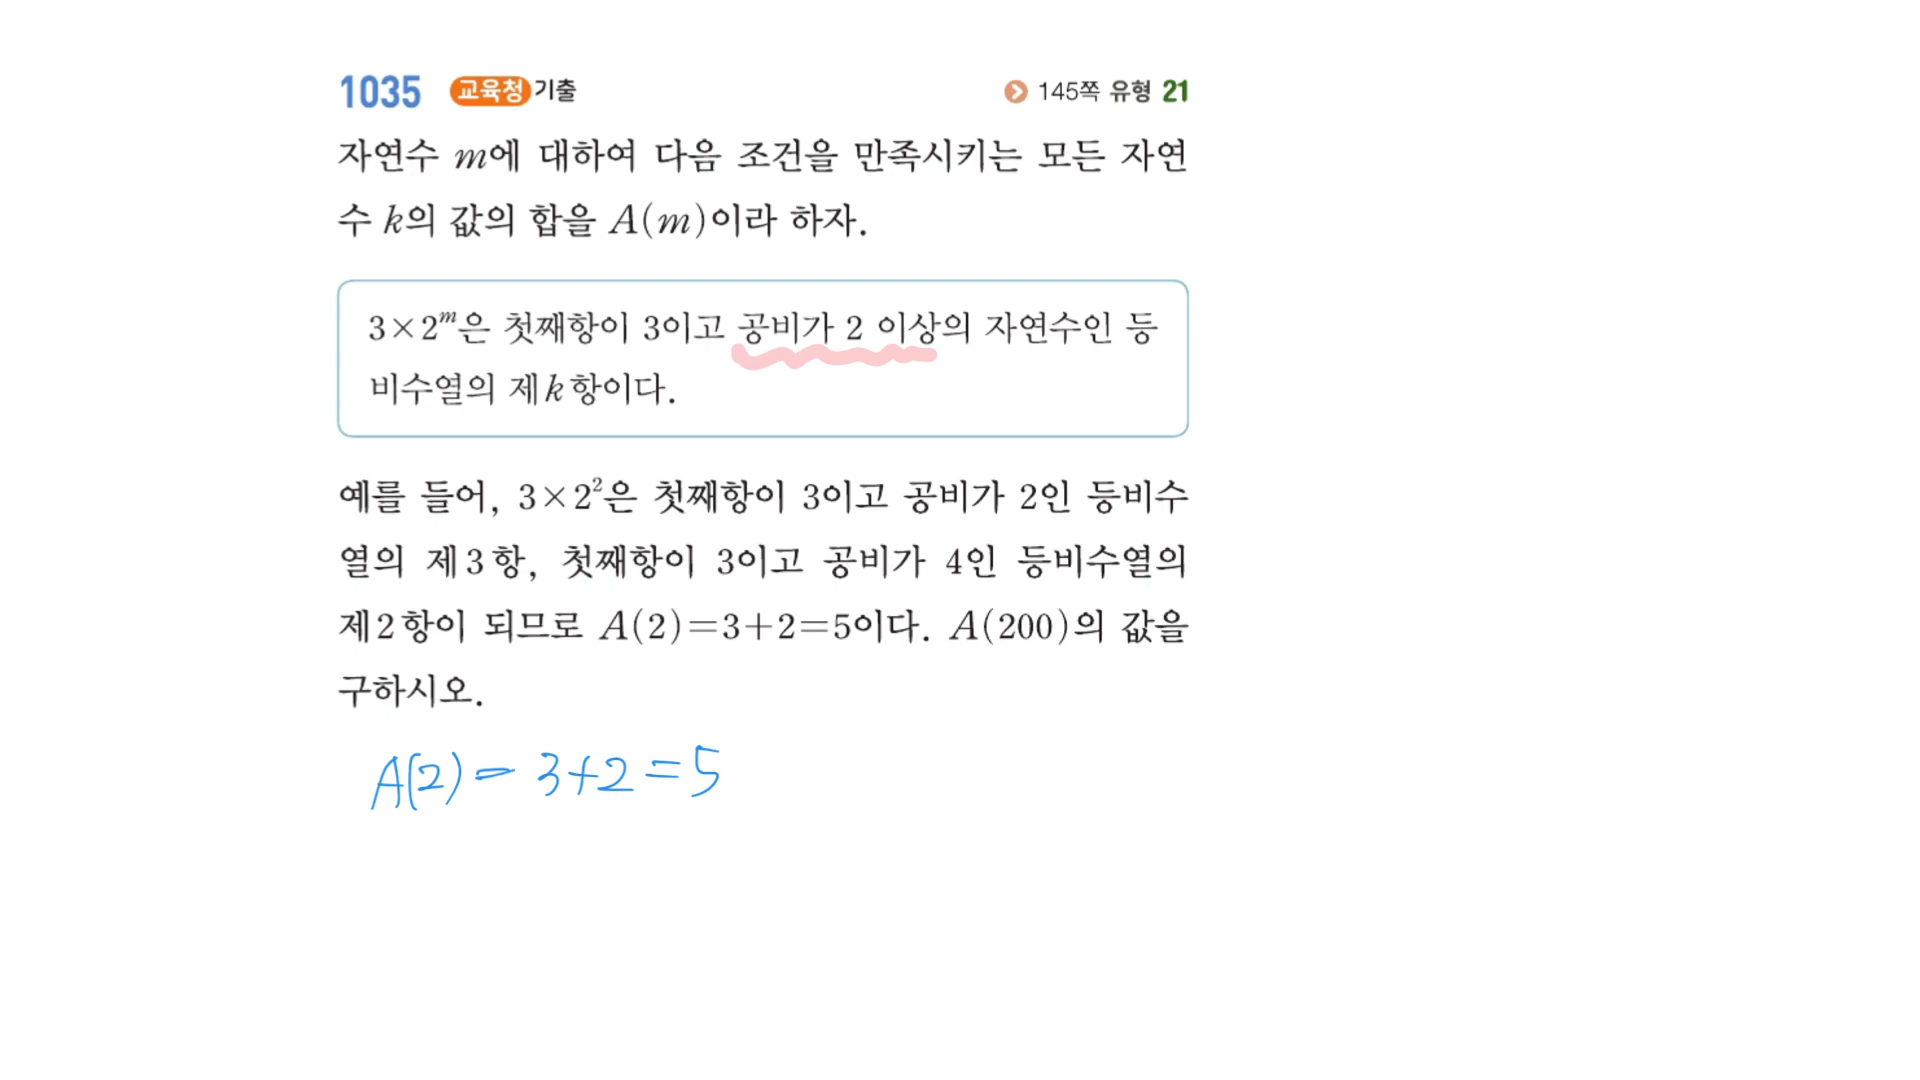 1035 교육청 기출 145쪽 유형 21
자연수 m에 대하여 다음 조건을 만족시키는 모든 자연
수 k의 값의 합을 A(m)이라 하자.
3×2^m은 첫째항이 3이고 공비가 2 이상의 자연수인 등
비수열의 제k항이다.
예를 들어, 3×2²은 첫째항이 3이고 공비가 2인 등비수
열의 제3항, 첫째항이 3이고 공비가 4인 등비수열의
제2항이 되므로 A(2)=3+2=5이다. A(200)의 값을
구하시오.
A(2) = 3+2=5